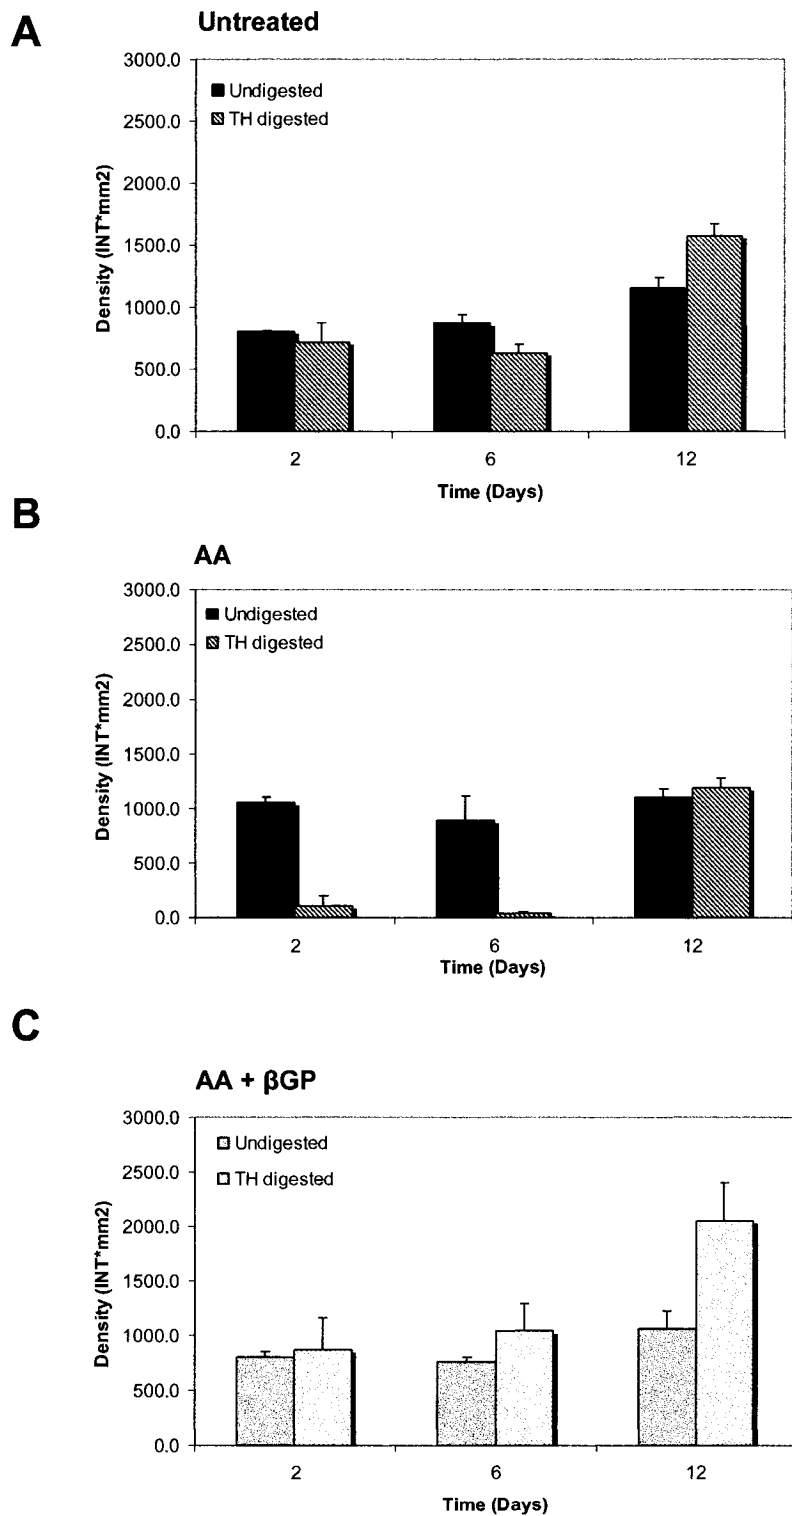 A
Untreated
3000.0
2500.0
2000.0
1500.0
1000.0
500.0
0.0
Density (INT*mm2)
Undigested
TH digested
2 6 12
Time (Days)
B
AA
3000.0
2500.0
2000.0
1500.0
1000.0
500.0
0.0
Density (INT*mm2)
Undigested
TH digested
2 6 12
Time (Days)
C
AA + βGP
3000.0
2500.0
2000.0
1500.0
1000.0
500.0
0.0
Density (INT*mm2)
Undigested
TH digested
2 6 12
Time (Days)